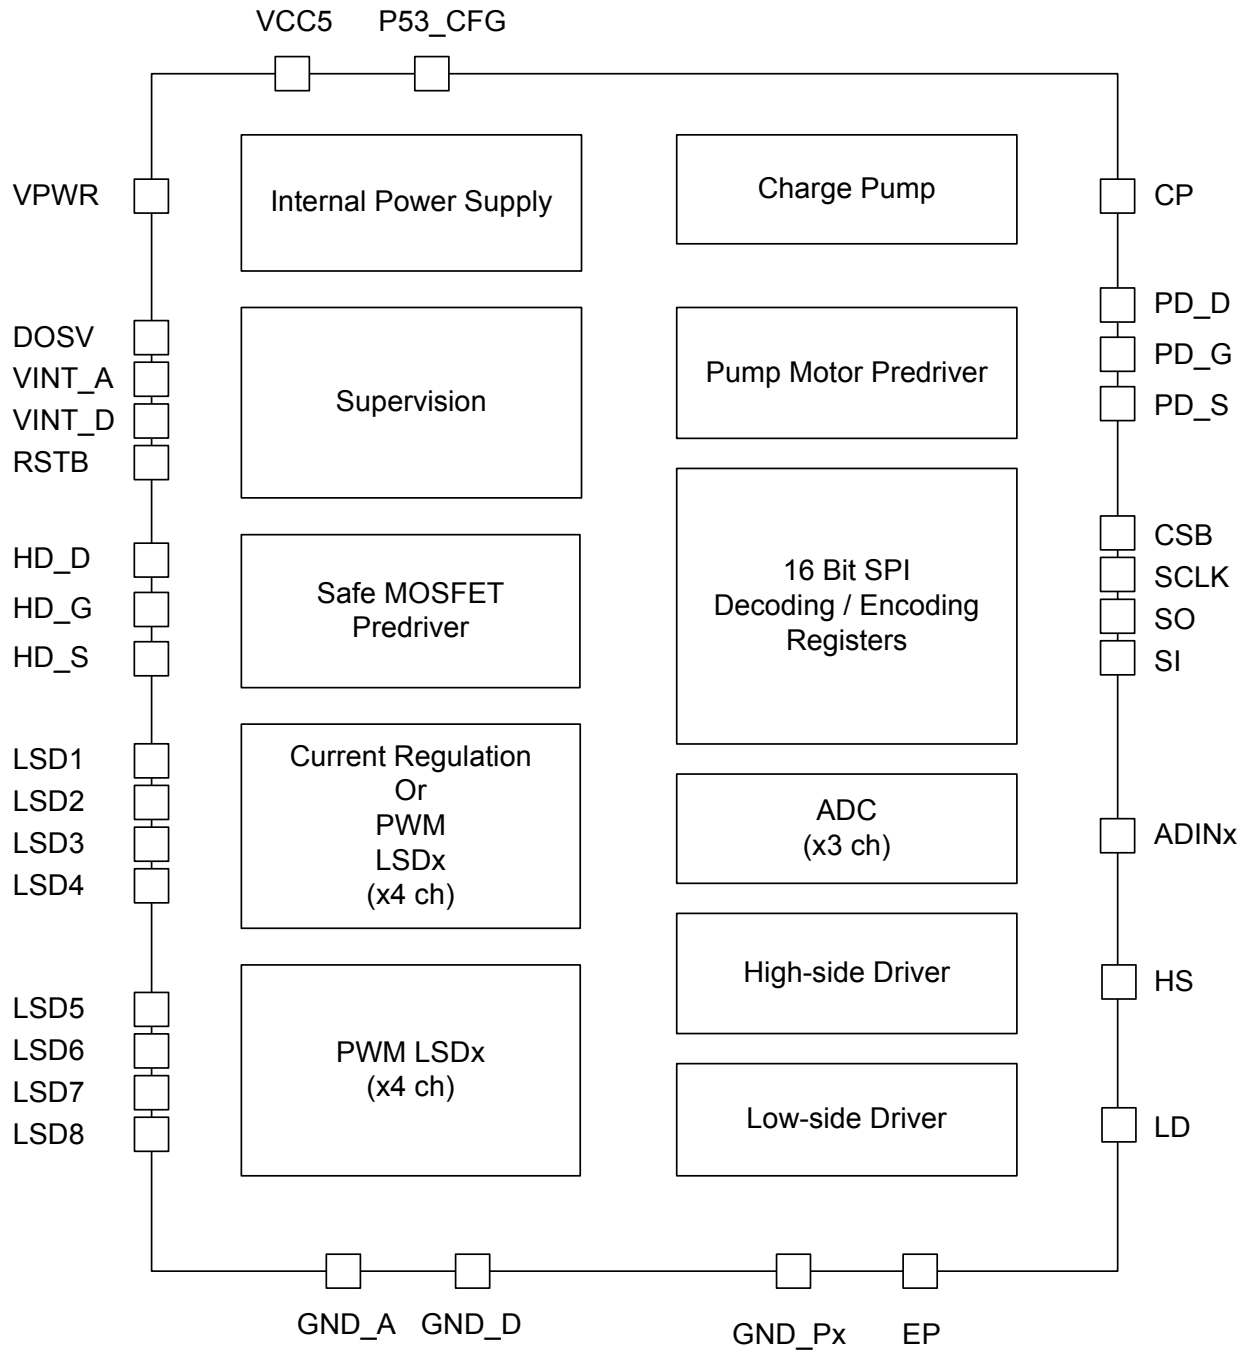 VCC5
P53_CFG
VPWR
DOSV
VINT_A
VINT_D
RSTB
HD_D
HD_G
HD_S
LSD1
LSD2
LSD3
LSD4
LSD5
LSD6
LSD7
LSD8
Internal Power Supply
Supervision
Safe MOSFET
Predriver
Current Regulation
Or
PWM
LSDx
(x4 ch)
PWM LSDx
(x4 ch)
Charge Pump
Pump Motor Predriver
16 Bit SPI
Decoding / Encoding
Registers
ADC
(x3 ch)
High-side Driver
Low-side Driver
CP
PD_D
PD_G
PD_S
CSB
SCLK
SO
SI
ADINx
HS
LD
GND_A
GND_D
GND_Px
EP